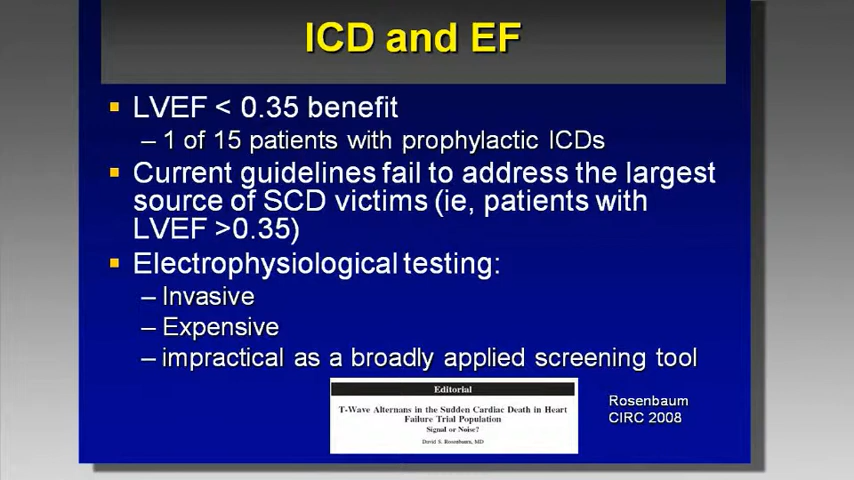 ICD and EF
▪ LVEF < 0.35 benefit
– 1 of 15 patients with prophylactic ICDs
▪ Current guidelines fail to address the largest
source of SCD victims (ie, patients with
LVEF >0.35)
▪ Electrophysiological testing:
– Invasive
– Expensive
– impractical as a broadly applied screening tool
Editorial
T-Wave Alternans in the Sudden Cardiac Death in Heart
Failure Trial Population
Signal or Noise?
David S. Rosenbaum, MD
Rosenbaum
CIRC 2008